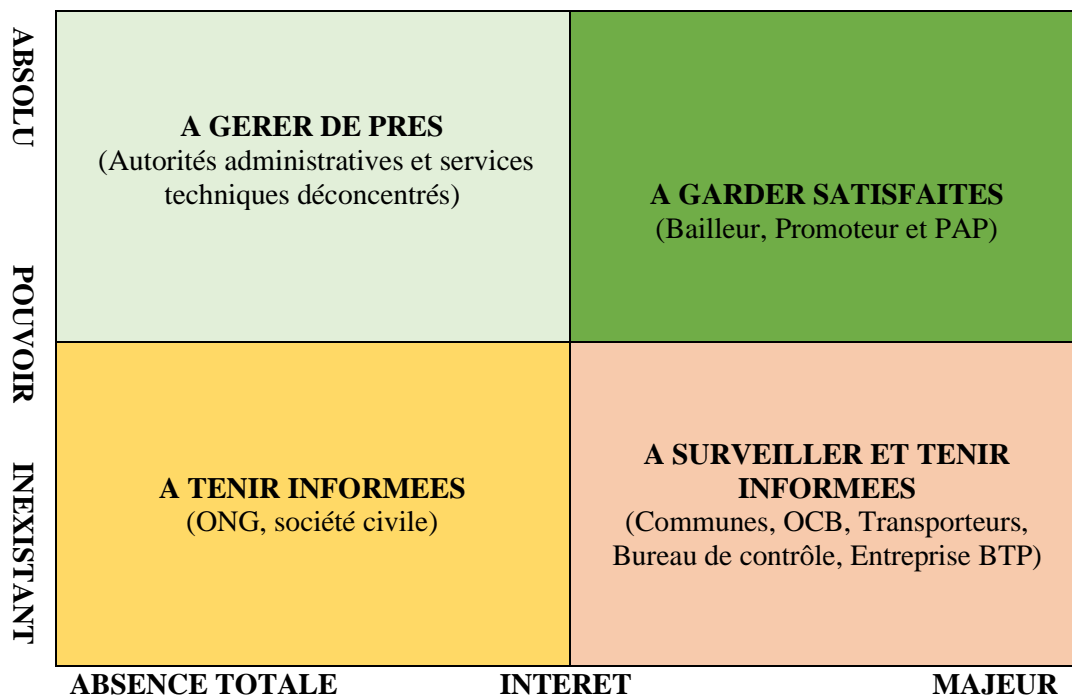 ABSOLU
POUVOIR
INEXISTANT
A GERER DE PRES
(Autorités administratives et services
techniques déconcentrés)
A GARDER SATISFAITES
(Bailleur, Promoteur et PAP)
A TENIR INFORMEES
(ONG, société civile)
A SURVEILLER ET TENIR
INFORMEES
(Communes, OCB, Transporteurs,
Bureau de contrôle, Entreprise BTP)
ABSENCE TOTALE INTERET MAJEUR